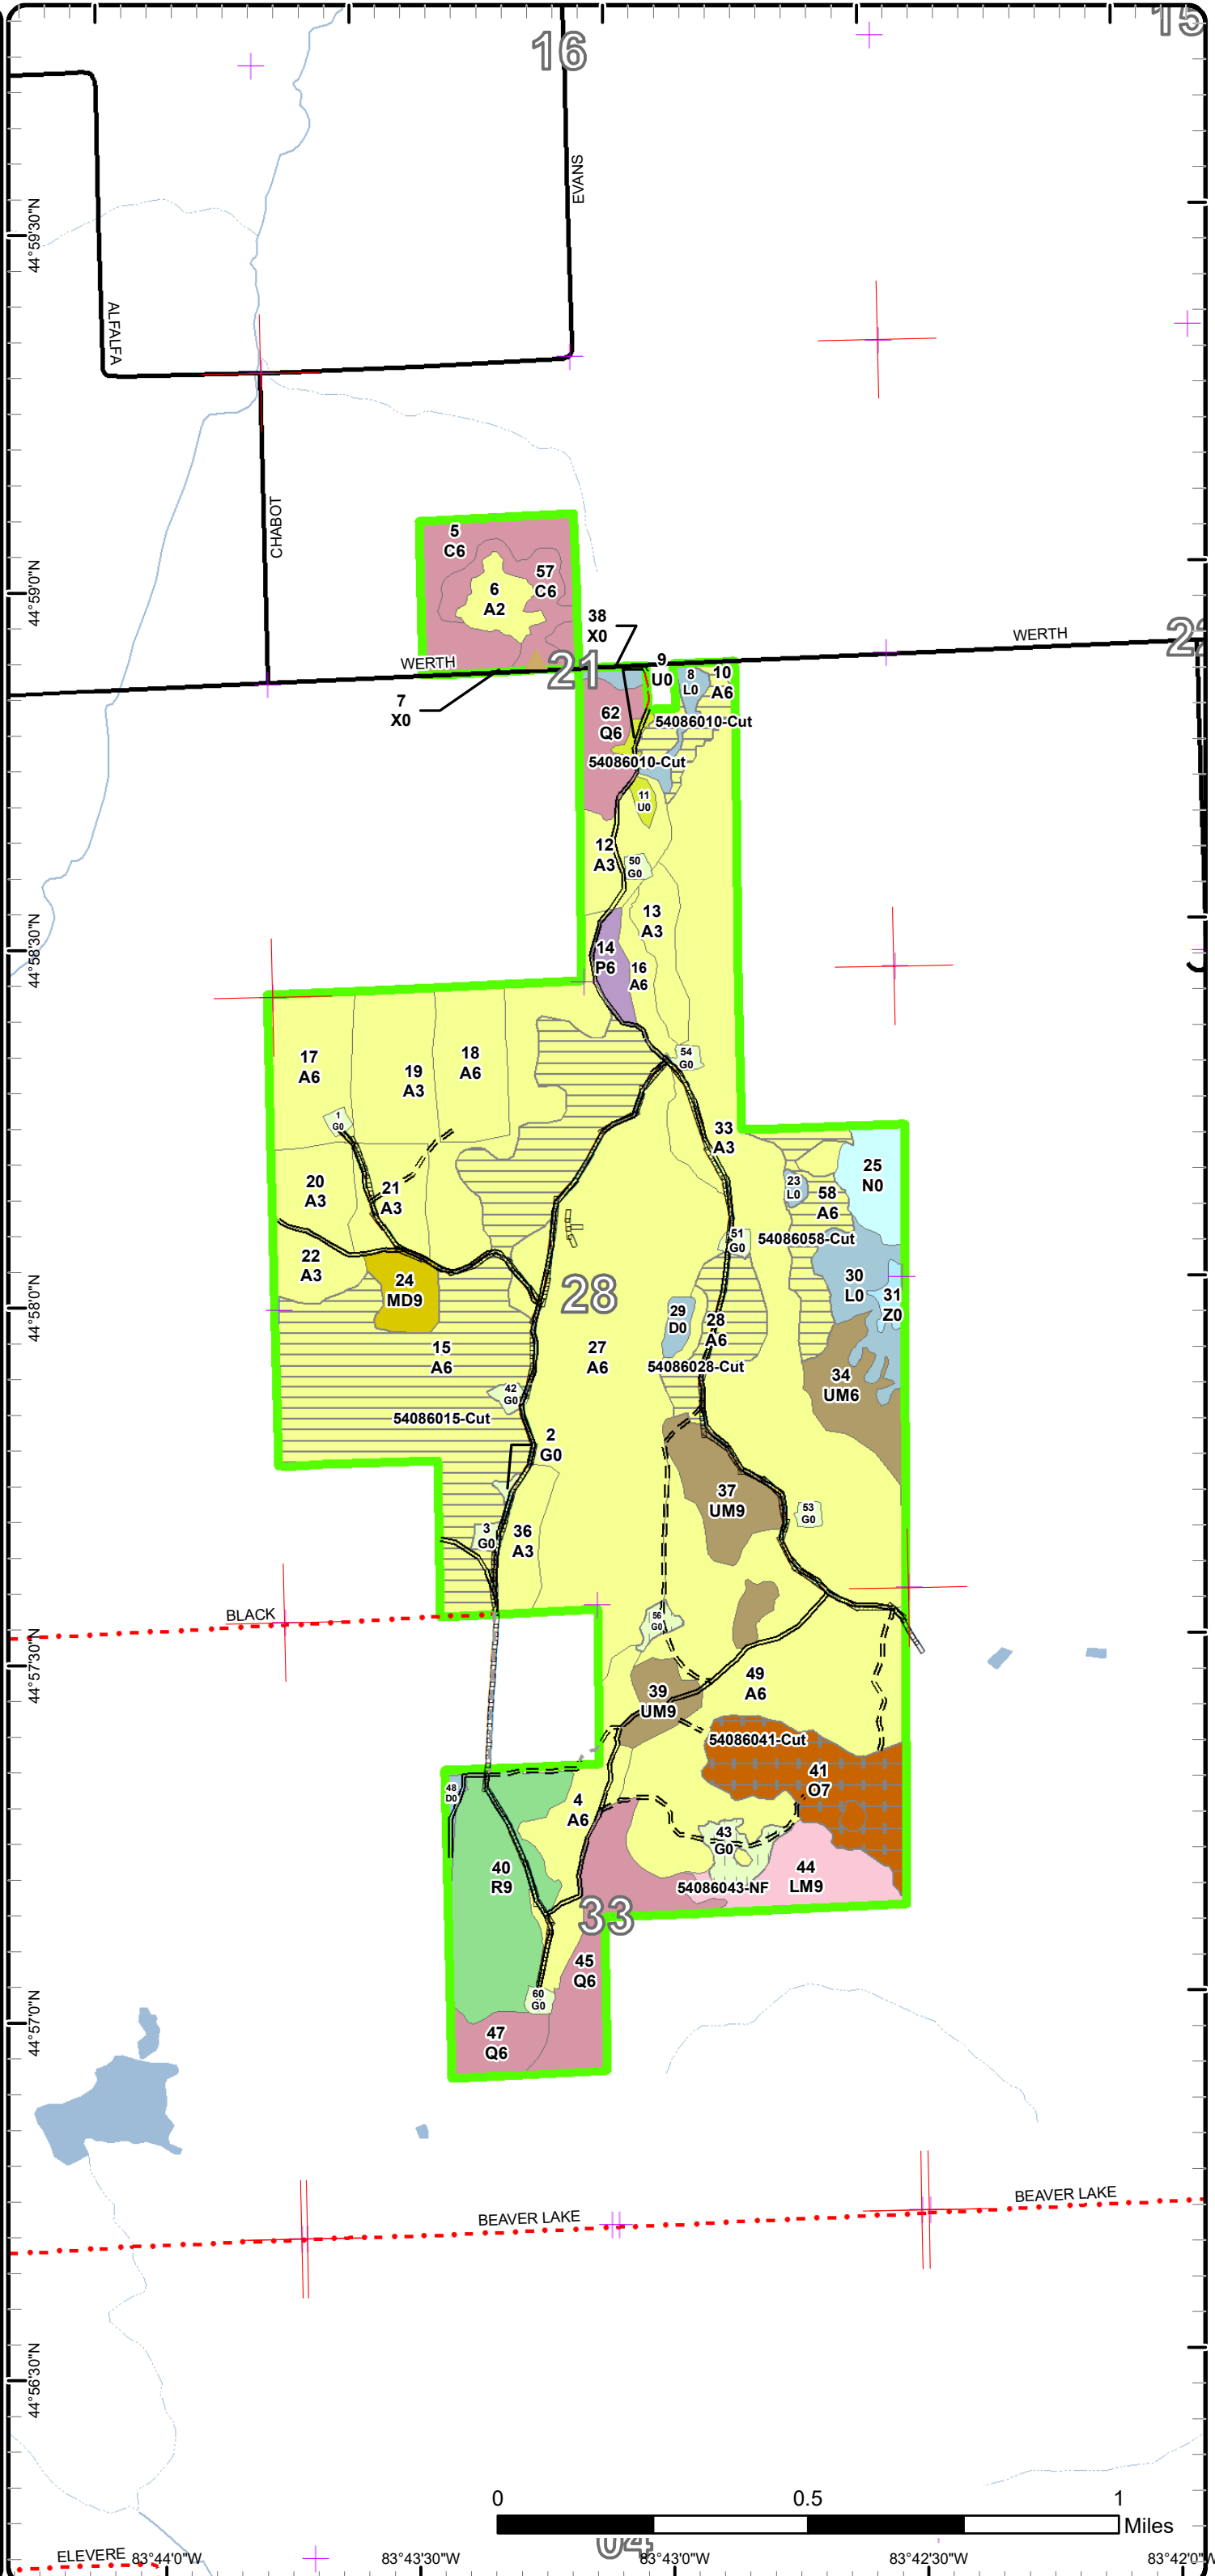 16
15
EVANS
44°59'30"N
ALFALFA
CHABOT
5
C6
57
C6
6
A2
44°59'0"N
38
X0
WERTH
22
WERTH
21
9
U0
8
L0
10
A6
7
X0
62
Q6
54086010-Cut
54086010-Cut
11
U0
12
A3
50
G0
13
A3
44°58'30"N
14
P6
16
A6
17
A6
19
A3
18
A6
54
G0
1
G0
33
A3
25
N0
20
A3
21
A3
23
L0
58
A6
51
G0
54086058-Cut
22
A3
24
MD9
28
30
L0
31
Z0
44°58'0"N
29
D0
28
A6
15
A6
27
A6
54086028-Cut
34
UM6
42
G0
54086015-Cut
2
G0
37
UM9
53
G0
3
G0
36
A3
BLACK
56
G0
44°57'30"N
49
A6
39
UM9
54086041-Cut
41
O7
48
D0
4
A6
43
G0
40
R9
44
LM9
54086043-NF
33
45
Q6
60
G0
44°57'0"N
47
Q6
BEAVER LAKE
BEAVER LAKE
44°56'30"N
0
0.5
1
Miles
04
ELEVERE
83°44'0"W
83°43'30"W
83°43'0"W
83°42'30"W
83°42'0"W